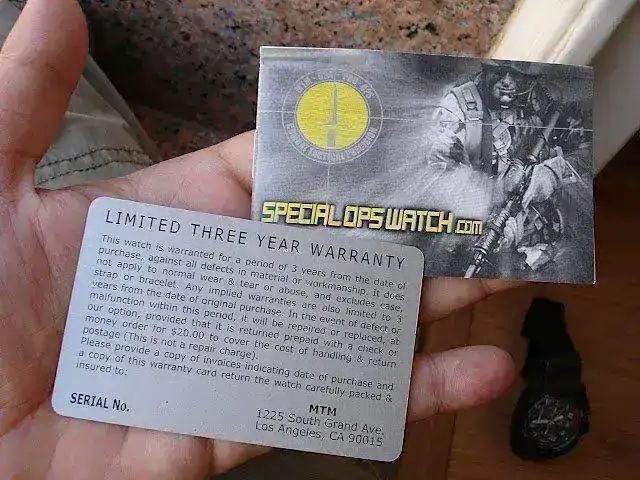 SPECIAL OPS WATCH.COM
LIMITED THREE YEAR WARRANTY
This watch is warranted for a period of 3 years from the date of
purchase, against all defects in material or workmanship. It does
not apply to normal wear & tear or abuse, and excludes case,
strap or bracelet. Any implied warranties are also limited to 3
years from the date of original purchase. In the event of defect or
malfunction within this period, it will be repaired or replaced, at
our option, provided that it is returned prepaid with a check or
money order for $20.00 to cover the cost of handling & return
postage (This is not a repair charge).
Please provide a copy of invoices indicating date of purchase and
a copy of this warranty card return the watch carefully packed &
insured to:
SERIAL No.
MTM
1225 South Grand Ave.
Los Angeles, CA 90015